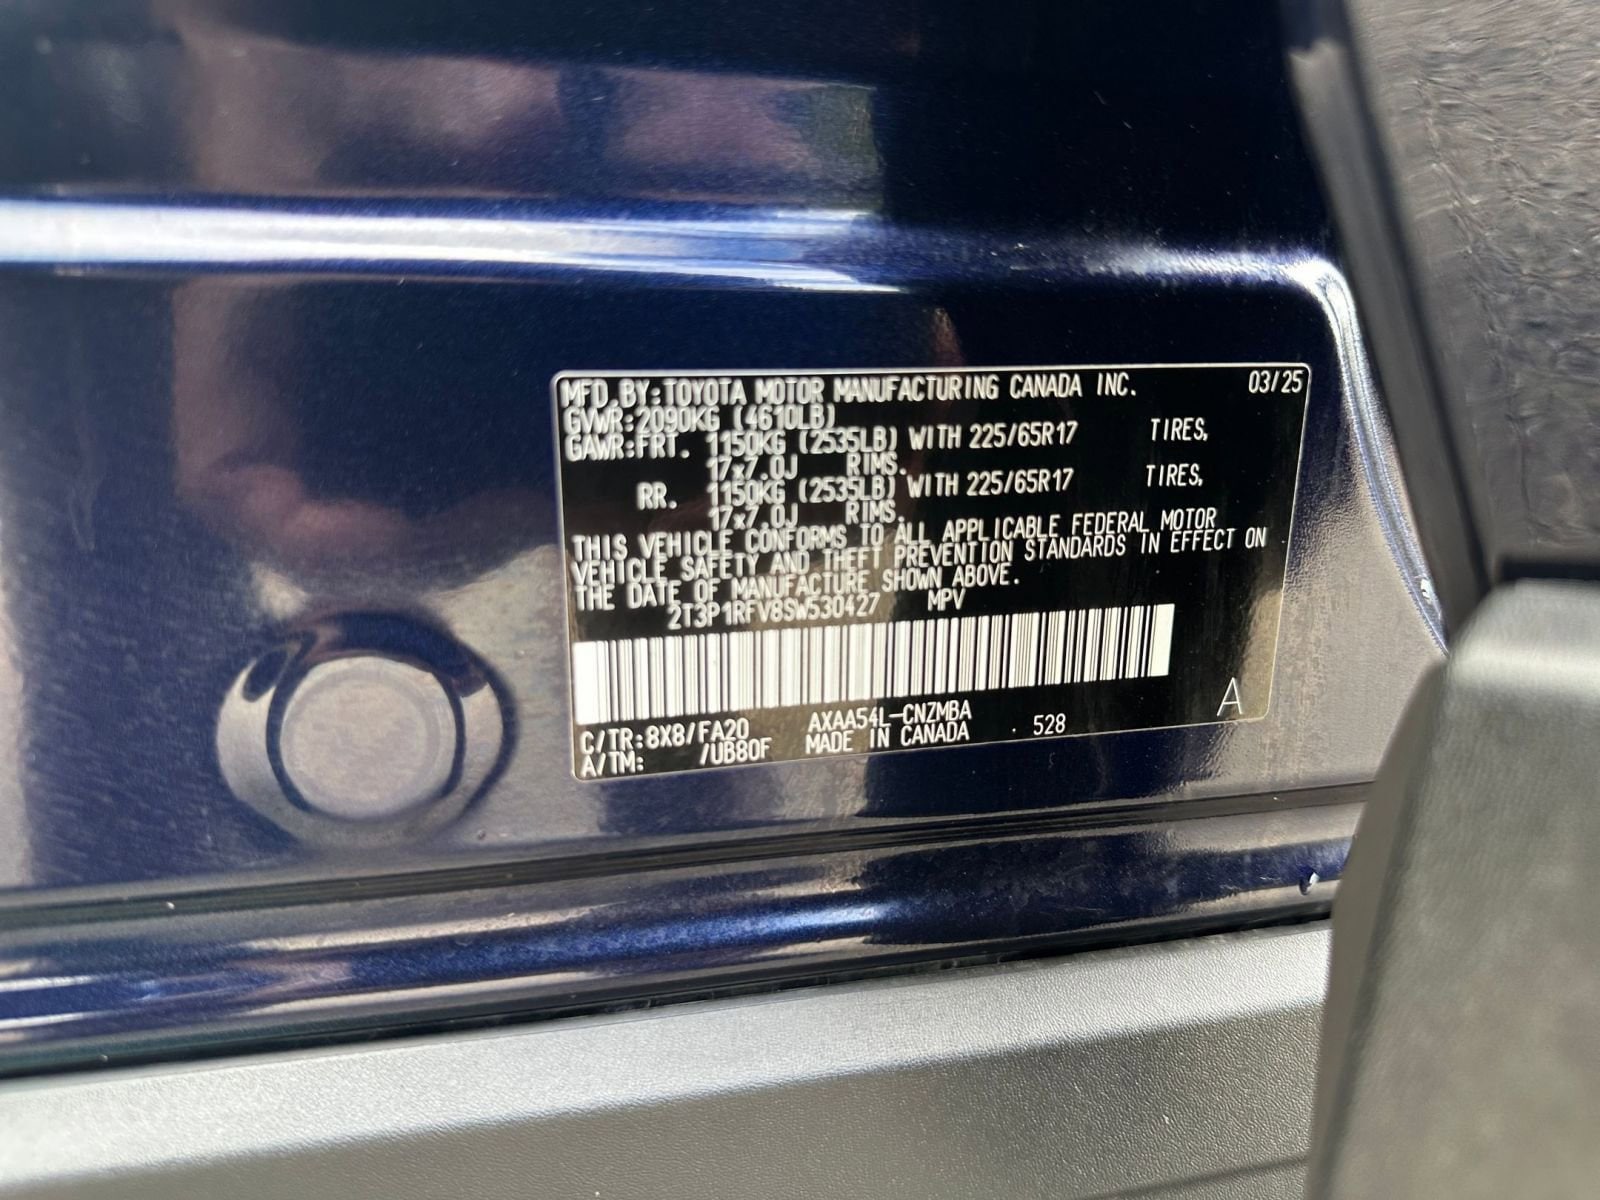 MFD.BY:TOYOTA MOTOR MANUFACTURING CANADA INC. 03/25
GVWR:2090KG (4610LB)
GAWR:FRT. 1150KG (2535LB) WITH 225/65R17 TIRES,
17x7.0J RIMS.
RR. 1150KG (2535LB) WITH 225/65R17 TIRES,
17x7.0J RIMS.
THIS VEHICLE CONFORMS TO ALL APPLICABLE FEDERAL MOTOR
VEHICLE SAFETY AND THEFT PREVENTION STANDARDS IN EFFECT ON
THE DATE OF MANUFACTURE SHOWN ABOVE.
2T3P1RFV8SW530427 MPV
A
C/TR:8X8/FA20 AXAA54L-CNZMBA . 528
A/TM: /UB80F MADE IN CANADA